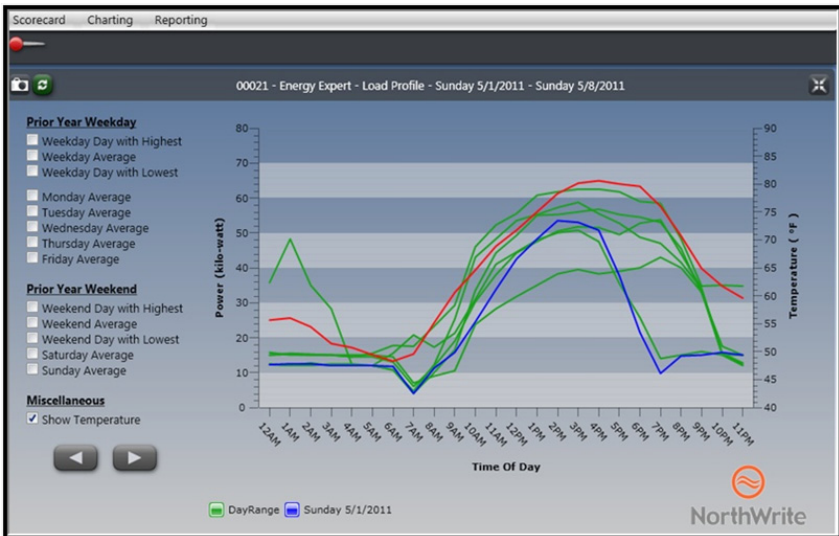 Scorecard Charting Reporting
00021 - Energy Expert - Load Profile - Sunday 5/1/2011 - Sunday 5/8/2011
Prior Year Weekday
Weekday Day with Highest
Weekday Average
Weekday Day with Lowest
Monday Average
Tuesday Average
Wednesday Average
Thursday Average
Friday Average
Prior Year Weekend
Weekend Day with Highest
Weekend Average
Weekend Day with Lowest
Saturday Average
Sunday Average
Miscellaneous
Show Temperature
Power (kilo-watt)
80
70
60
50
40
30
20
10
0
90
85
80
75
70
65
60
55
50
45
40
Temperature ( ºF)
12AM 1AM 2AM 3AM 4AM 5AM 6AM 7AM 8AM 9AM 10AM 11AM 12PM 1PM 2PM 3PM 4PM 5PM 6PM 7PM 8PM 9PM 10PM 11PM
Time Of Day
DayRange Sunday 5/1/2011
NorthWrite